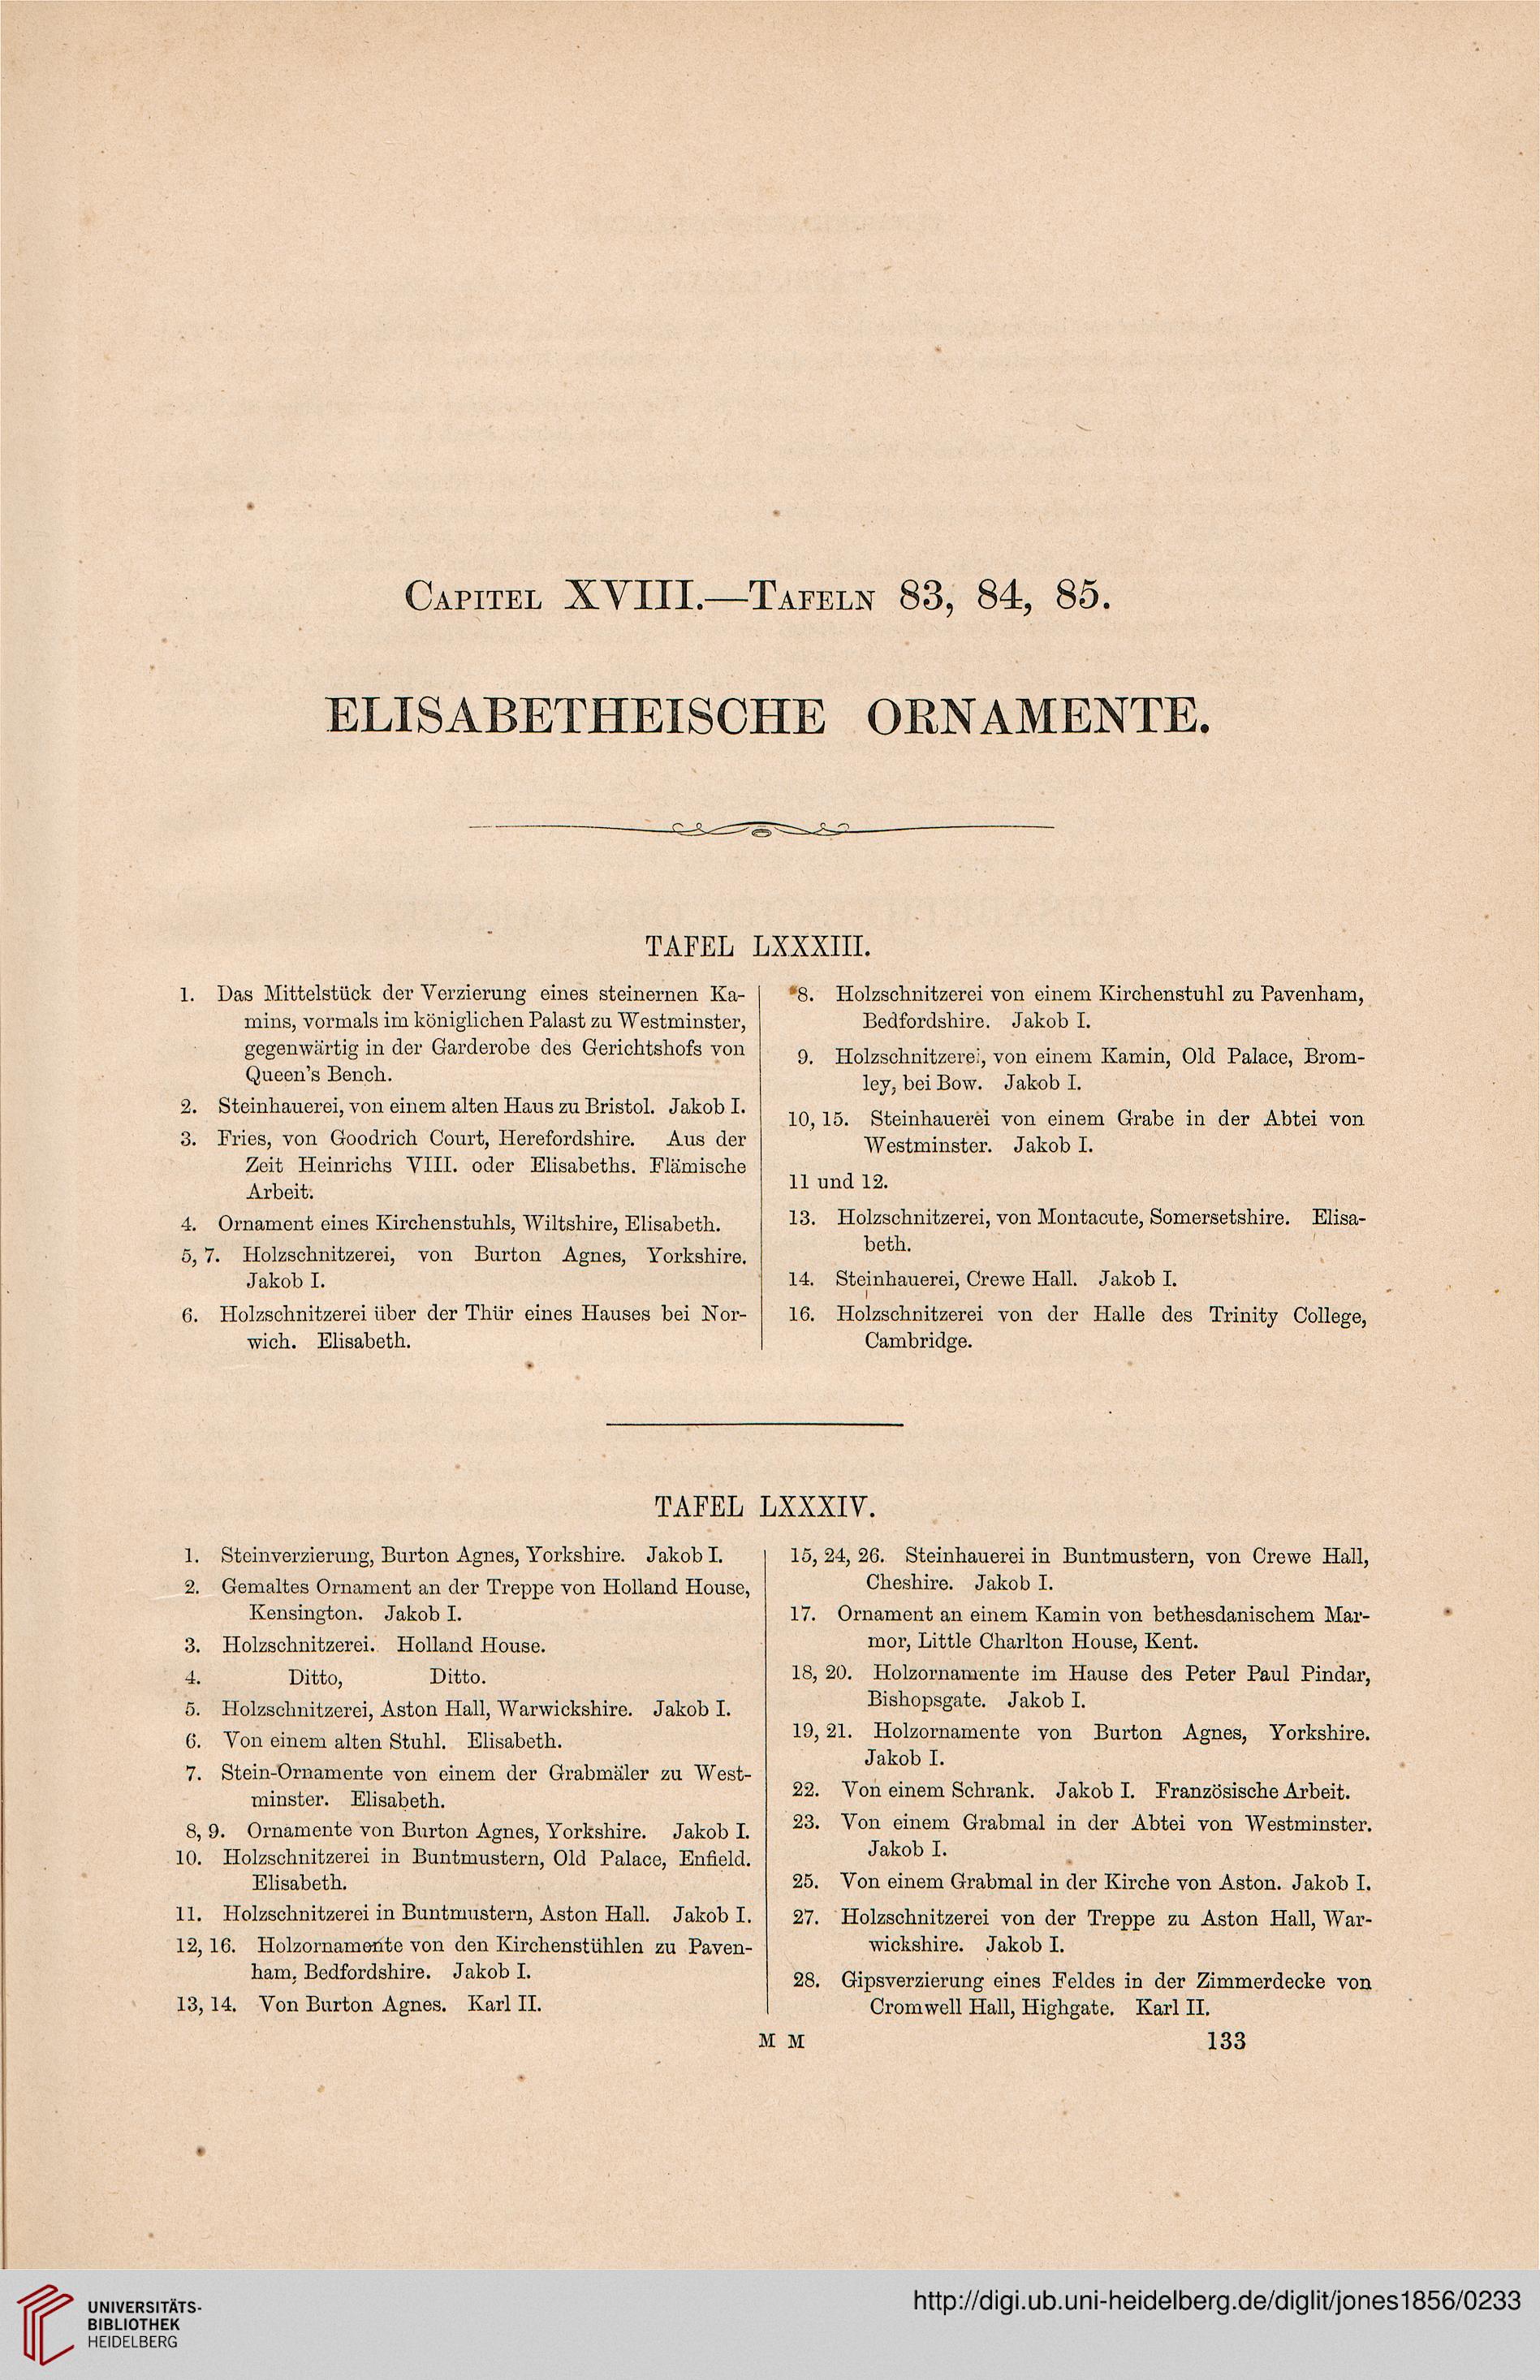 CAPITEL XVIII.—TAFELN 83, 84, 85.
ELISABETHEISCHE ORNAMENTE.
TAFEL LXXXIII.
1. Das Mittelstück der Verzierung eines steinernen Ka-
mins, vormals im königlichen Palast zu Westminster,
gegenwärtig in der Garderobe des Gerichtshofs von
Queen's Bench.
2. Steinhauerei, von einem alten Haus zu Bristol. Jakob I.
3. Fries, von Goodrich Court, Herefordshire. Aus der
Zeit Heinrichs VIII. oder Elisabeths. Flämische
Arbeit.
4. Ornament eines Kirchenstuhls, Wiltshire, Elisabeth.
5, 7. Holzschnitzerei, von Burton Agnes, Yorkshire.
Jakob I.
6. Holzschnitzerei über der Thür eines Hauses bei Nor-
wich. Elisabeth.
8. Holzschnitzerei von einem Kirchenstuhl zu Pavenham,
Bedfordshire. Jakob I.
9. Holzschnitzerei, von einem Kamin, Old Palace, Brom-
ley, bei Bow. Jakob I.
10, 15. Steinhauerei von einem Grabe in der Abtei von
Westminster. Jakob I.
11 und 12.
13. Holzschnitzerei, von Montacute, Somersetshire. Elisa-
beth.
14. Steinhauerei, Crewe Hall. Jakob I.
16. Holzschnitzerei von der Halle des Trinity College,
Cambridge.
TAFEL LXXXIV.
1. Steinverzierung, Burton Agnes, Yorkshire. Jakob I.
2. Gemaltes Ornament an der Treppe von Holland House,
Kensington. Jakob I.
3. Holzschnitzerei. Holland House.
4. Ditto, Ditto.
5. Holzschnitzerei, Aston Hall, Warwickshire. Jakob I.
6. Von einem alten Stuhl. Elisabeth.
7. Stein-Ornamente von einem der Grabmäler zu West-
minster. Elisabeth.
8, 9. Ornamente von Burton Agnes, Yorkshire. Jakob I.
10. Holzschnitzerei in Buntmustern, Old Palace, Enfield.
Elisabeth.
11. Holzschnitzerei in Buntmustern, Aston Hall. Jakob I.
12, 16. Holzornamente von den Kirchenstühlen zu Paven-
ham, Bedfordshire. Jakob I.
13, 14. Von Burton Agnes. Karl II.
15, 24, 26. Steinhauerei in Buntmustern, von Crewe Hall,
Cheshire. Jakob I.
17. Ornament an einem Kamin von bethesdanischem Mar-
mor, Little Charlton House, Kent.
18, 20. Holzornamente im Hause des Peter Paul Pindar,
Bishopsgate. Jakob I.
19, 21. Holzornamente von Burton Agnes, Yorkshire.
Jakob I.
22. Von einem Schrank. Jakob I. Französische Arbeit.
23. Von einem Grabmal in der Abtei von Westminster.
Jakob I.
25. Von einem Grabmal in der Kirche von Aston. Jakob I.
27. Holzschnitzerei von der Treppe zu Aston Hall, War-
wickshire. Jakob I.
28. Gipsverzierung eines Feldes in der Zimmerdecke von
Cromwell Hall, Highgate. Karl II.
M M
133
UNIVERSITÄTS-
BIBLIOTHEK
HEIDELBERG
http://digi.ub.uni-heidelberg.de/diglit/jones1856/0233